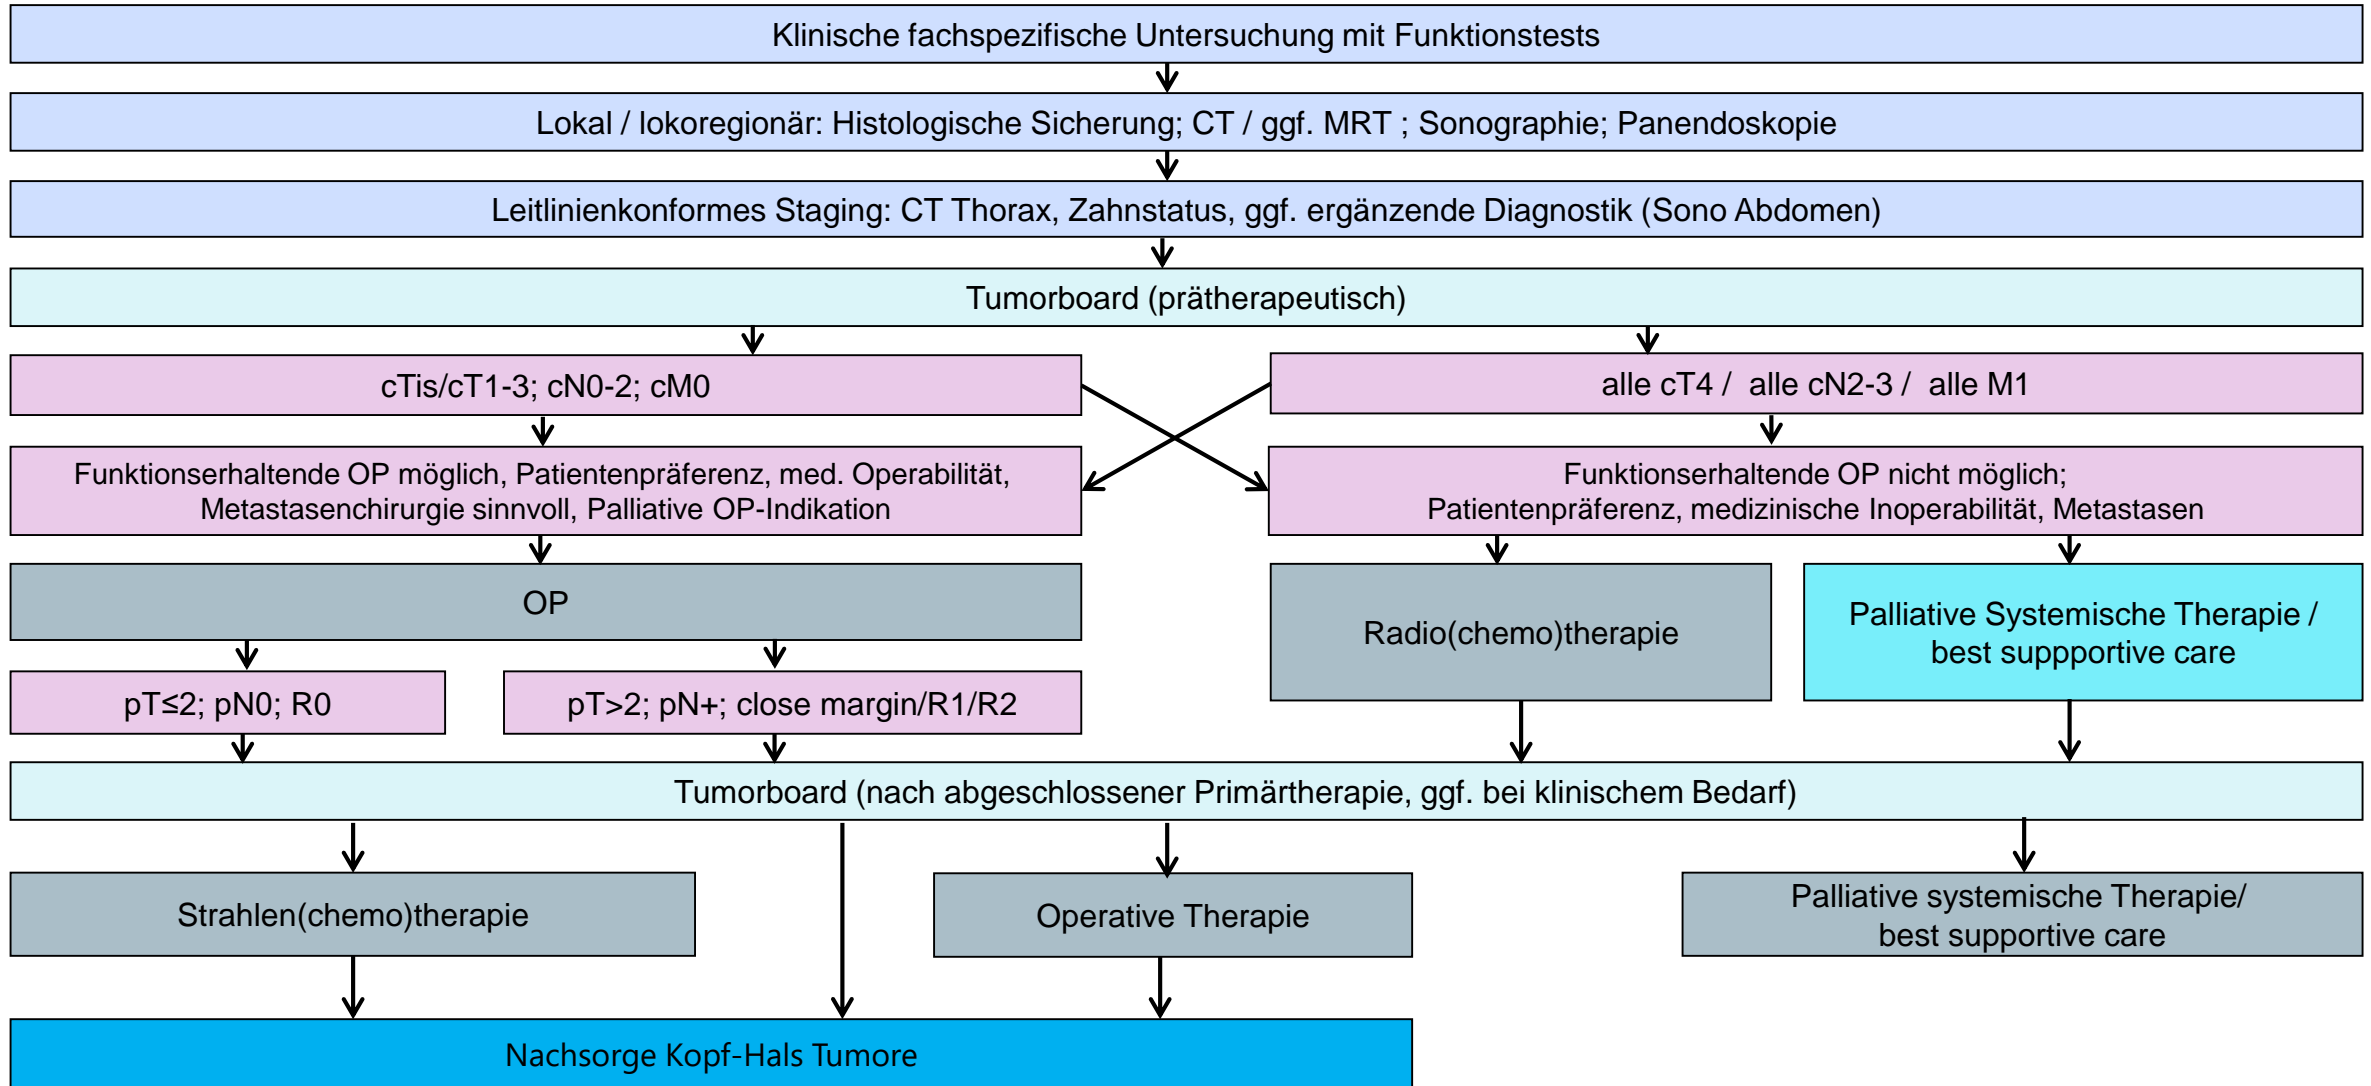 Klinische fachspezifische Untersuchung mit Funktionstests
Lokal / lokoregionär: Histologische Sicherung; CT / ggf. MRT ; Sonographie; Panendoskopie
Leitlinienkonformes Staging: CT Thorax, Zahnstatus, ggf. ergänzende Diagnostik (Sono Abdomen)
Tumorboard (prätherapeutisch)
cTis/cT1-3; cN0-2; cM0
alle cT4 / alle cN2-3 / alle M1
Funktionserhaltende OP möglich, Patientenpräferenz, med. Operabilität,
Metastasenchirurgie sinnvoll, Palliative OP-Indikation
Funktionserhaltende OP nicht möglich;
Patientenpräferenz, medizinische Inoperabilität, Metastasen
OP
Radio(chemo)therapie
Palliative Systemische Therapie /
best suppportive care
pT≤2; pN0; R0
pT>2; pN+; close margin/R1/R2
Tumorboard (nach abgeschlossener Primärtherapie, ggf. bei klinischem Bedarf)
Strahlen(chemo)therapie
Operative Therapie
Palliative systemische Therapie/
best supportive care
Nachsorge Kopf-Hals Tumore